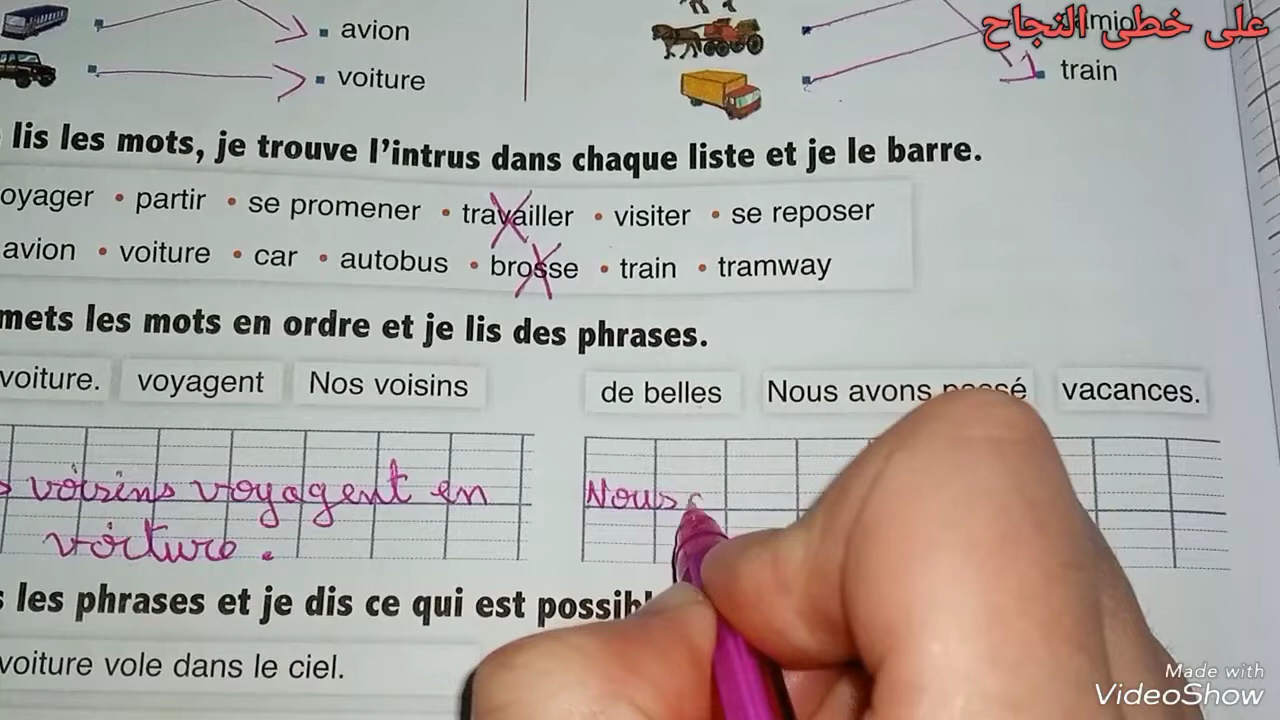 avion
voiture
على خطى النجاح
train
lis les mots, je trouve l'intrus dans chaque liste et je le barre.
oyager • partir • se promener • travailler • visiter • se reposer
avion • voiture • car • autobus • brosse • train • tramway
mets les mots en ordre et je lis des phrases.
voiture. voyagent Nos voisins
de belles Nous avons passé vacances.
s voisins voyagent en
voiture.
Nous
les phrases et je dis ce qui est possibl
voiture vole dans le ciel.
Made with
VideoShow